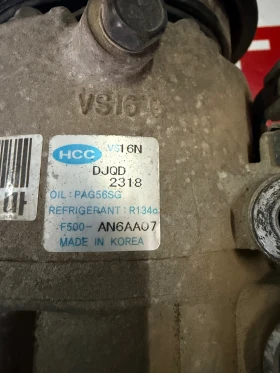 VS16
HCC VS16N
DJQD
2318
OIL: PAG56SG
REFRIGERANT: R134a
F500- AN6AA07
MADE IN KOREA